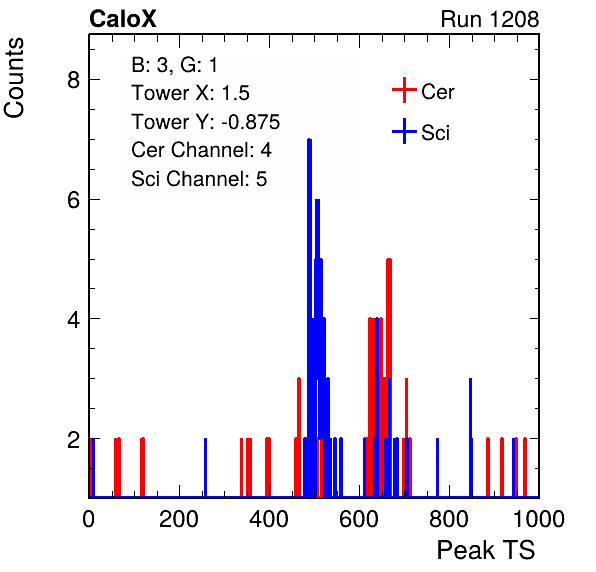 CaloX
Run 1208
Counts
B: 3, G: 1
Tower X: 1.5
Tower Y: -0.875
Cer Channel: 4
Sci Channel: 5
Cer
Sci
8
6
4
2
0 200 400 600 800 1000
Peak TS